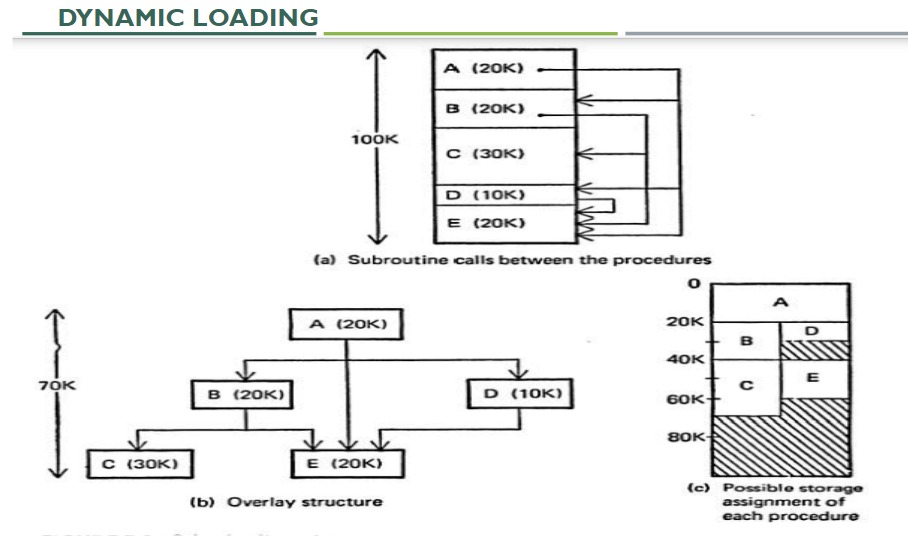 DYNAMIC LOADING
A (20K)
B (20K)
100K
C (30K)
D (10K)
E (20K)
(a) Subroutine calls between the procedures
0
A (20K)
A
20K
D
B
40K
70K
B (20K)
D (10K)
C
E
60K
80K
C (30K)
E (20K)
(c) Possible storage
assignment of
each procedure
(b) Overlay structure